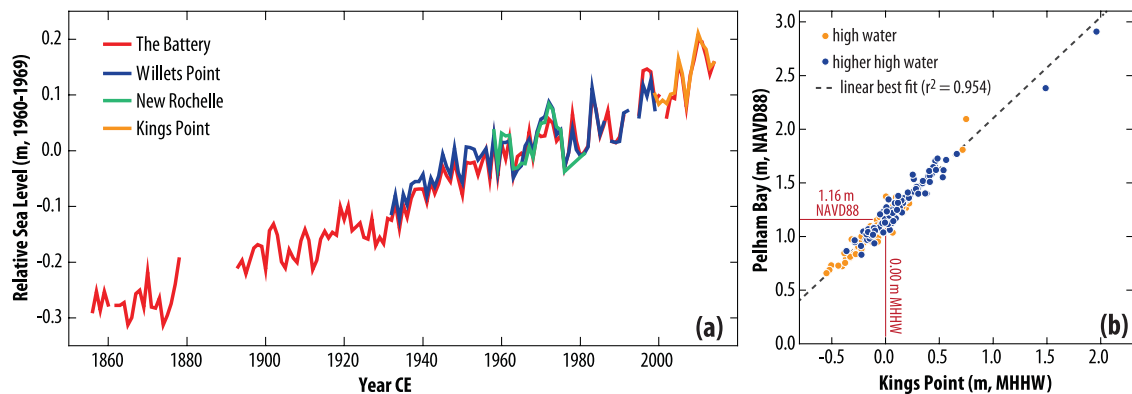 Relative Sea Level (m, 1960-1969)
0.2
0.1
0.0
-0.1
-0.2
-0.3
The Battery
Willets Point
New Rochelle
Kings Point
(a)
1860
1880
1900
1920
1940
1960
1980
2000
Year CE
Pelham Bay (m, NAVD88)
3.0
2.5
2.0
1.5
1.0
0.5
0.0
high water
higher high water
linear best fit (r² = 0.954)
1.16 m
NAVD88
0.00 m MHHW
(b)
-0.5
0.0
0.5
1.0
1.5
2.0
Kings Point (m, MHHW)